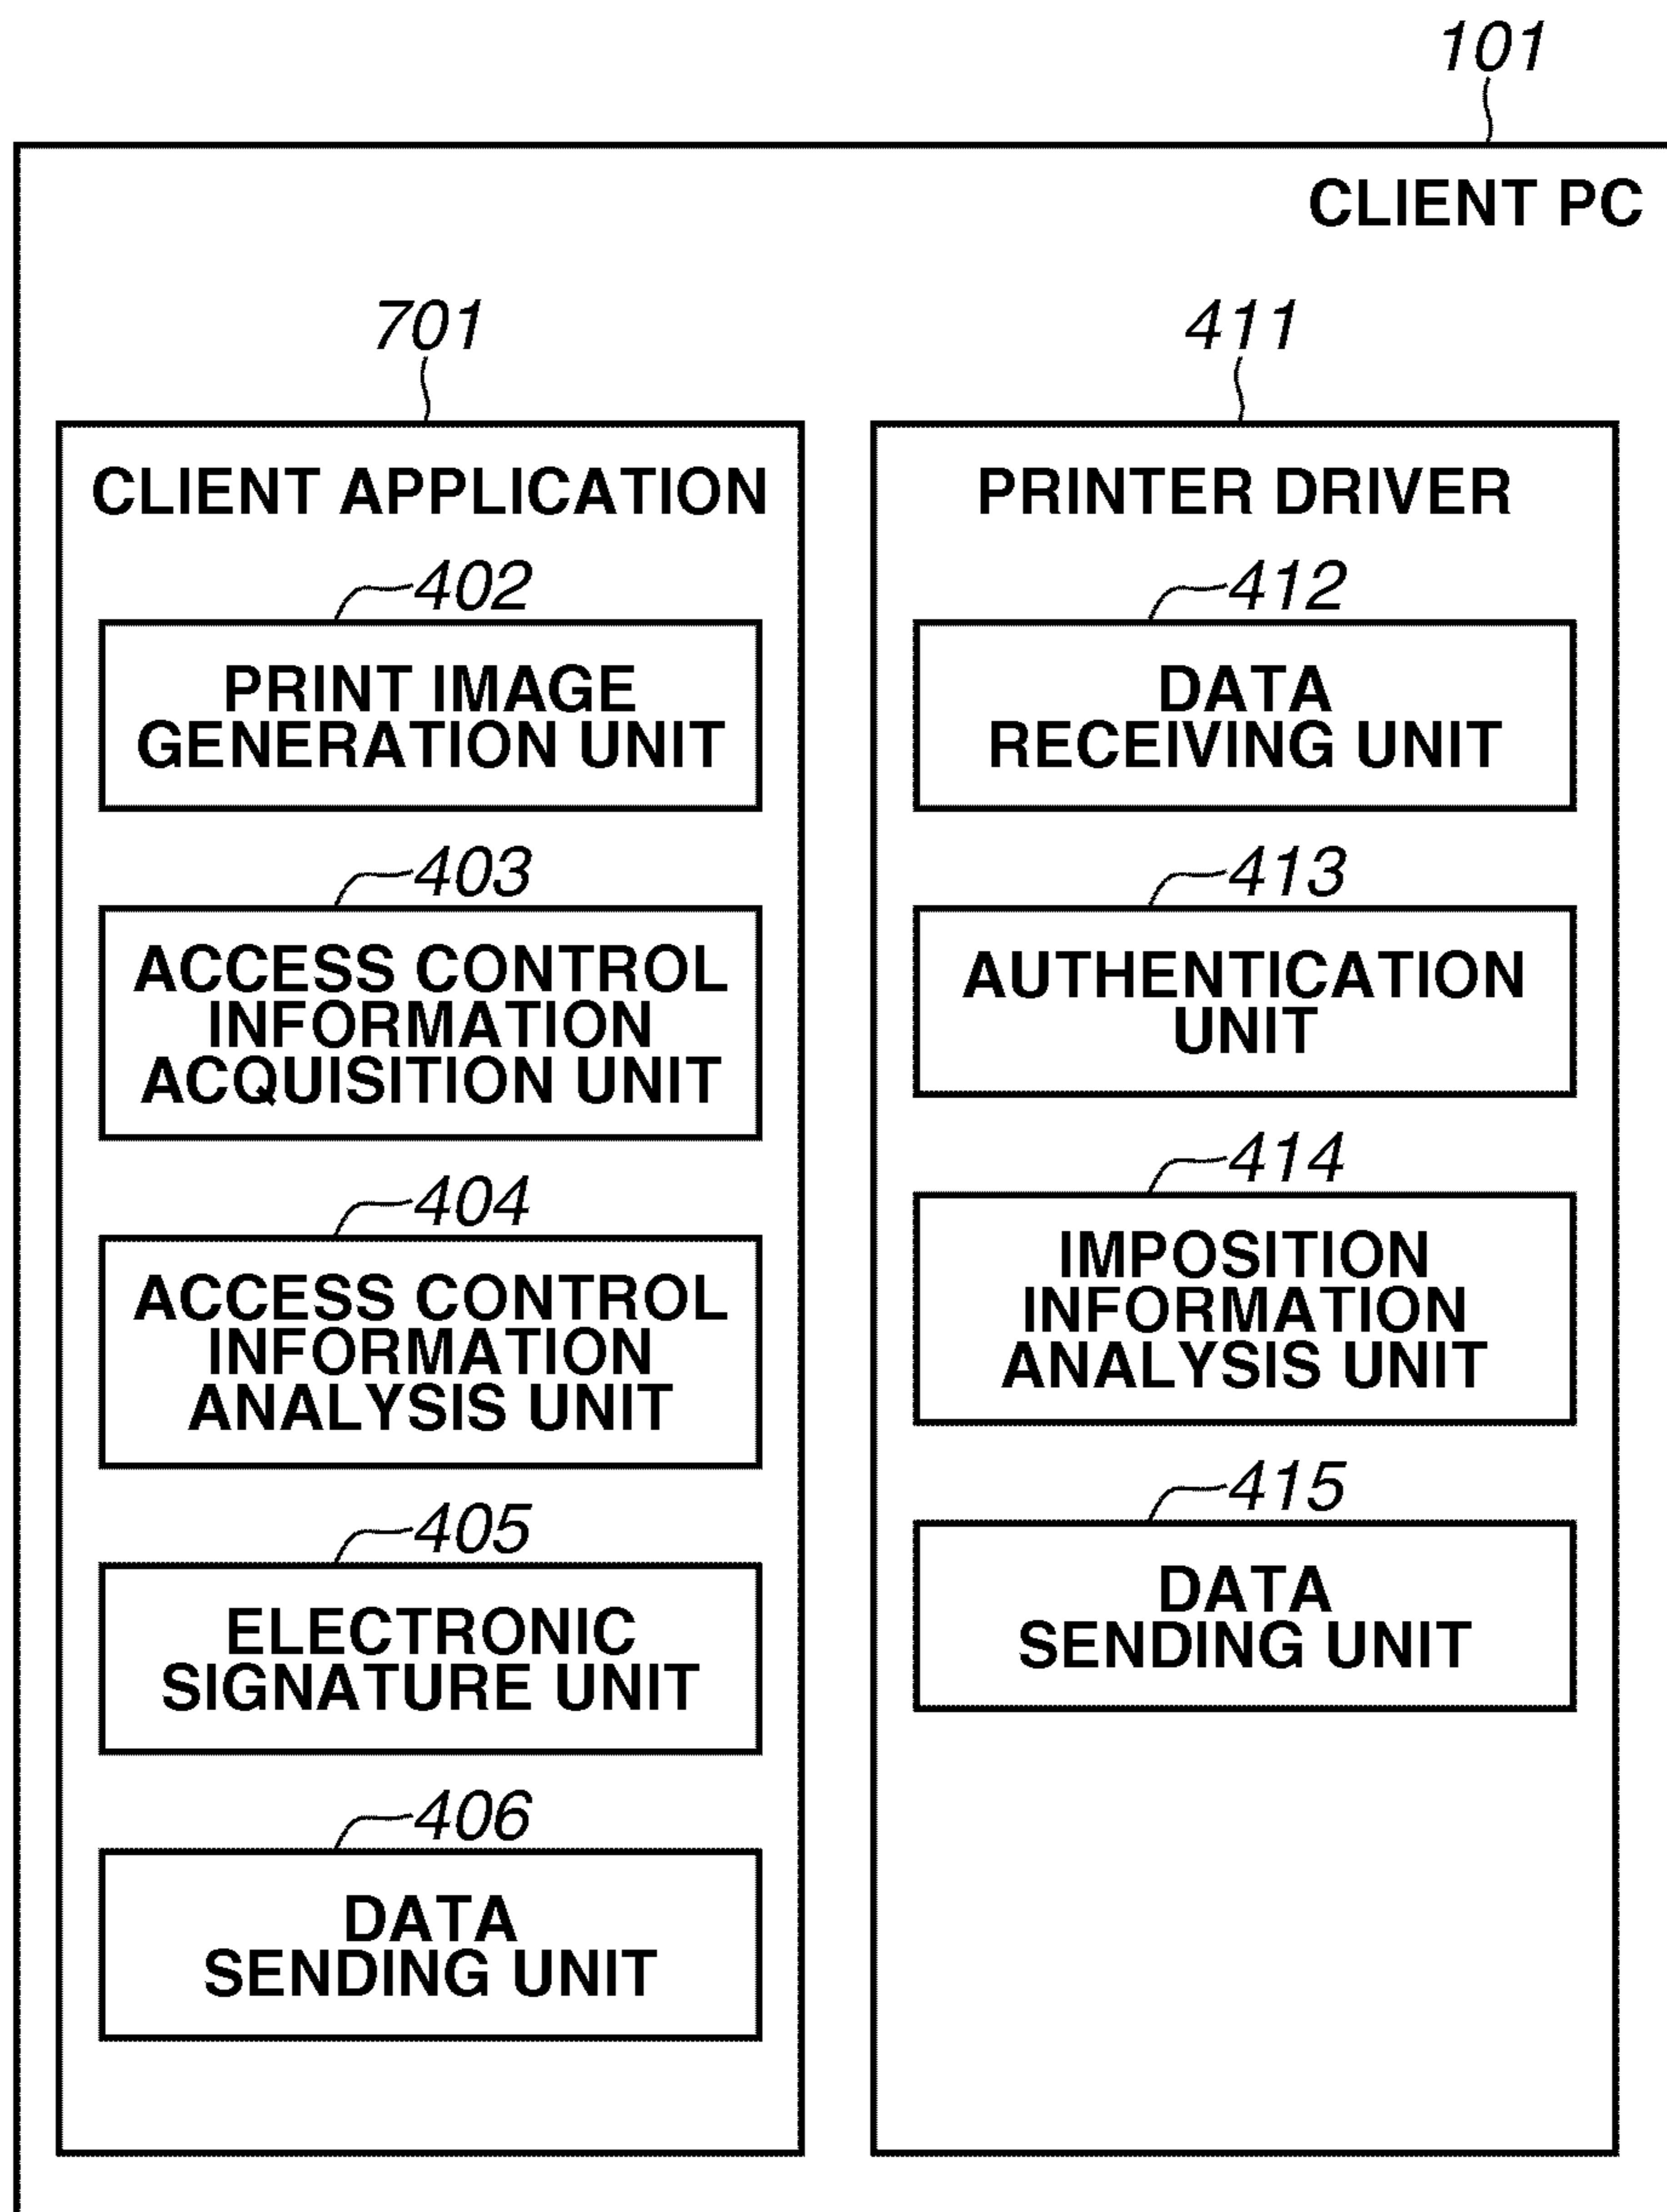 101
CLIENT PC
701
CLIENT APPLICATION
402
PRINT IMAGE
GENERATION UNIT
403
ACCESS CONTROL
INFORMATION
ACQUISITION UNIT
404
ACCESS CONTROL
INFORMATION
ANALYSIS UNIT
405
ELECTRONIC
SIGNATURE UNIT
406
DATA
SENDING UNIT
411
PRINTER DRIVER
412
DATA
RECEIVING UNIT
413
AUTHENTICATION
UNIT
414
IMPOSITION
INFORMATION
ANALYSIS UNIT
415
DATA
SENDING UNIT